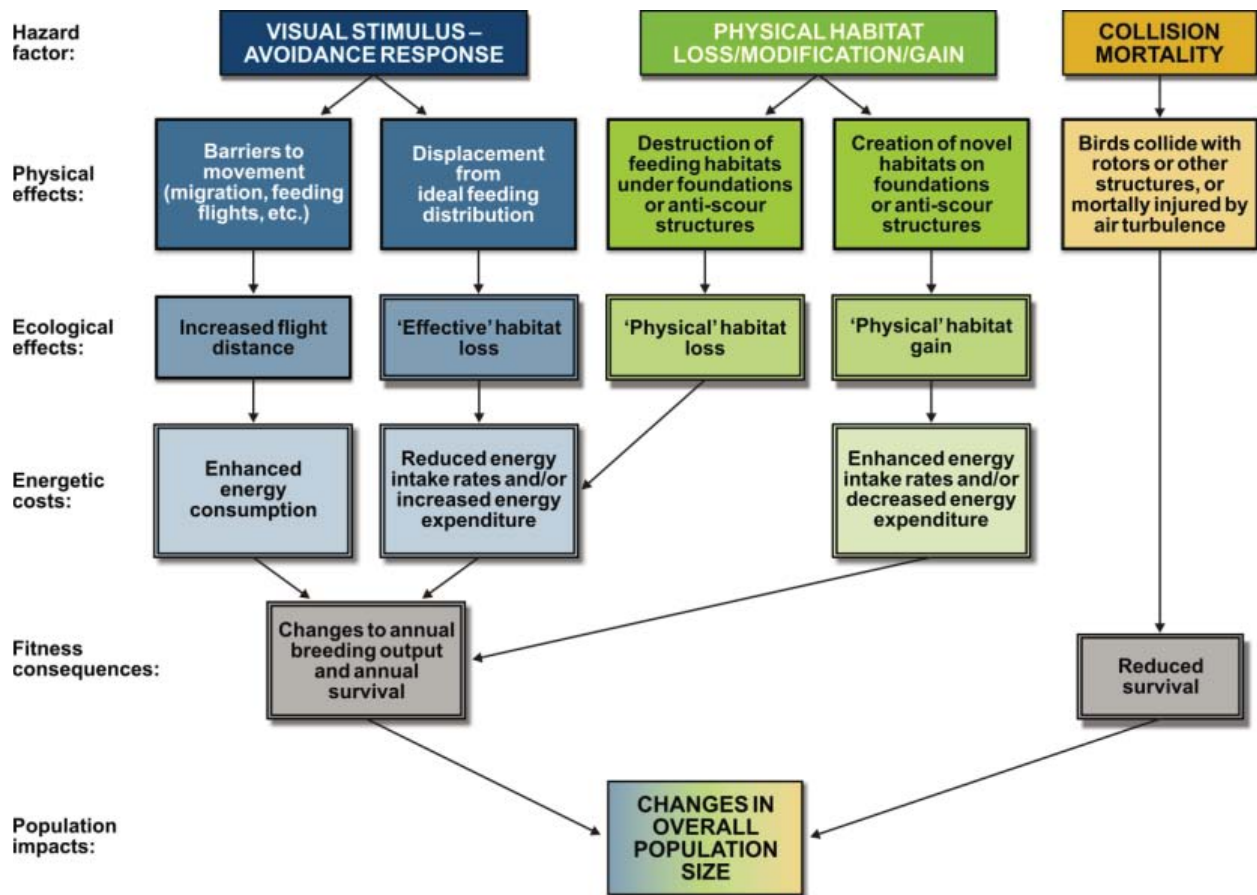 Hazard
factor:
VISUAL STIMULUS –
AVOIDANCE RESPONSE
PHYSICAL HABITAT
LOSS/MODIFICATION/GAIN
COLLISION
MORTALITY
Physical
effects:
Barriers to
movement
(migration, feeding
flights, etc.)
Displacement
from
ideal feeding
distribution
Destruction of
feeding habitats
under foundations
or anti-scour
structures
Creation of novel
habitats on
foundations
or anti-scour
structures
Birds collide with
rotors or other
structures, or
mortally injured by
air turbulence
Ecological
effects:
Increased flight
distance
‘Effective’ habitat
loss
‘Physical’ habitat
loss
‘Physical’ habitat
gain
Energetic
costs:
Enhanced
energy
consumption
Reduced energy
intake rates and/or
increased energy
expenditure
Enhanced energy
intake rates and/or
decreased energy
expenditure
Fitness
consequences:
Changes to annual
breeding output
and annual
survival
Reduced
survival
Population
impacts:
CHANGES IN
OVERALL
POPULATION
SIZE